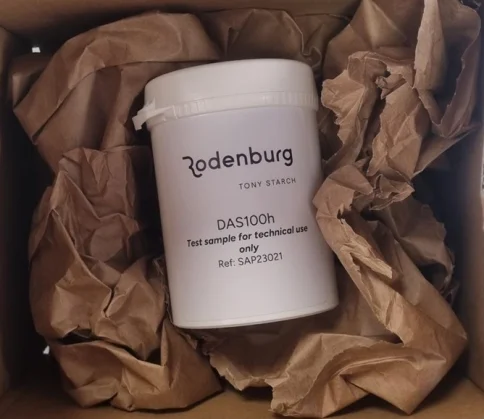 Rodenburg
TONY STARCH
DAS100h
Test sample for technical use
only
Ref: SAP23021